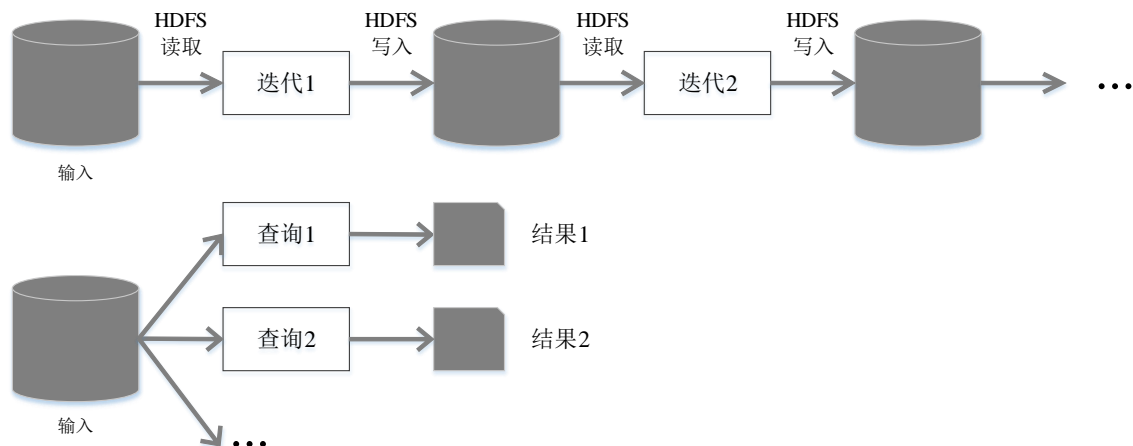 HDFS
读取
HDFS
写入
HDFS
读取
HDFS
写入
迭代1
迭代2
...
输入
查询1
结果1
查询2
结果2
输入
...